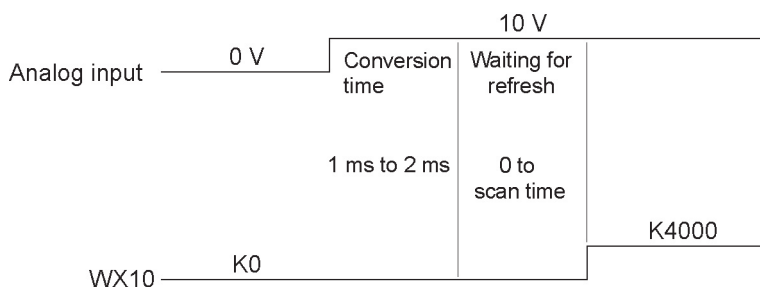 10 V
0 V
Analog input
Conversion
time
Waiting for
refresh
1 ms to 2 ms
0 to
scan time
K4000
K0
WX10